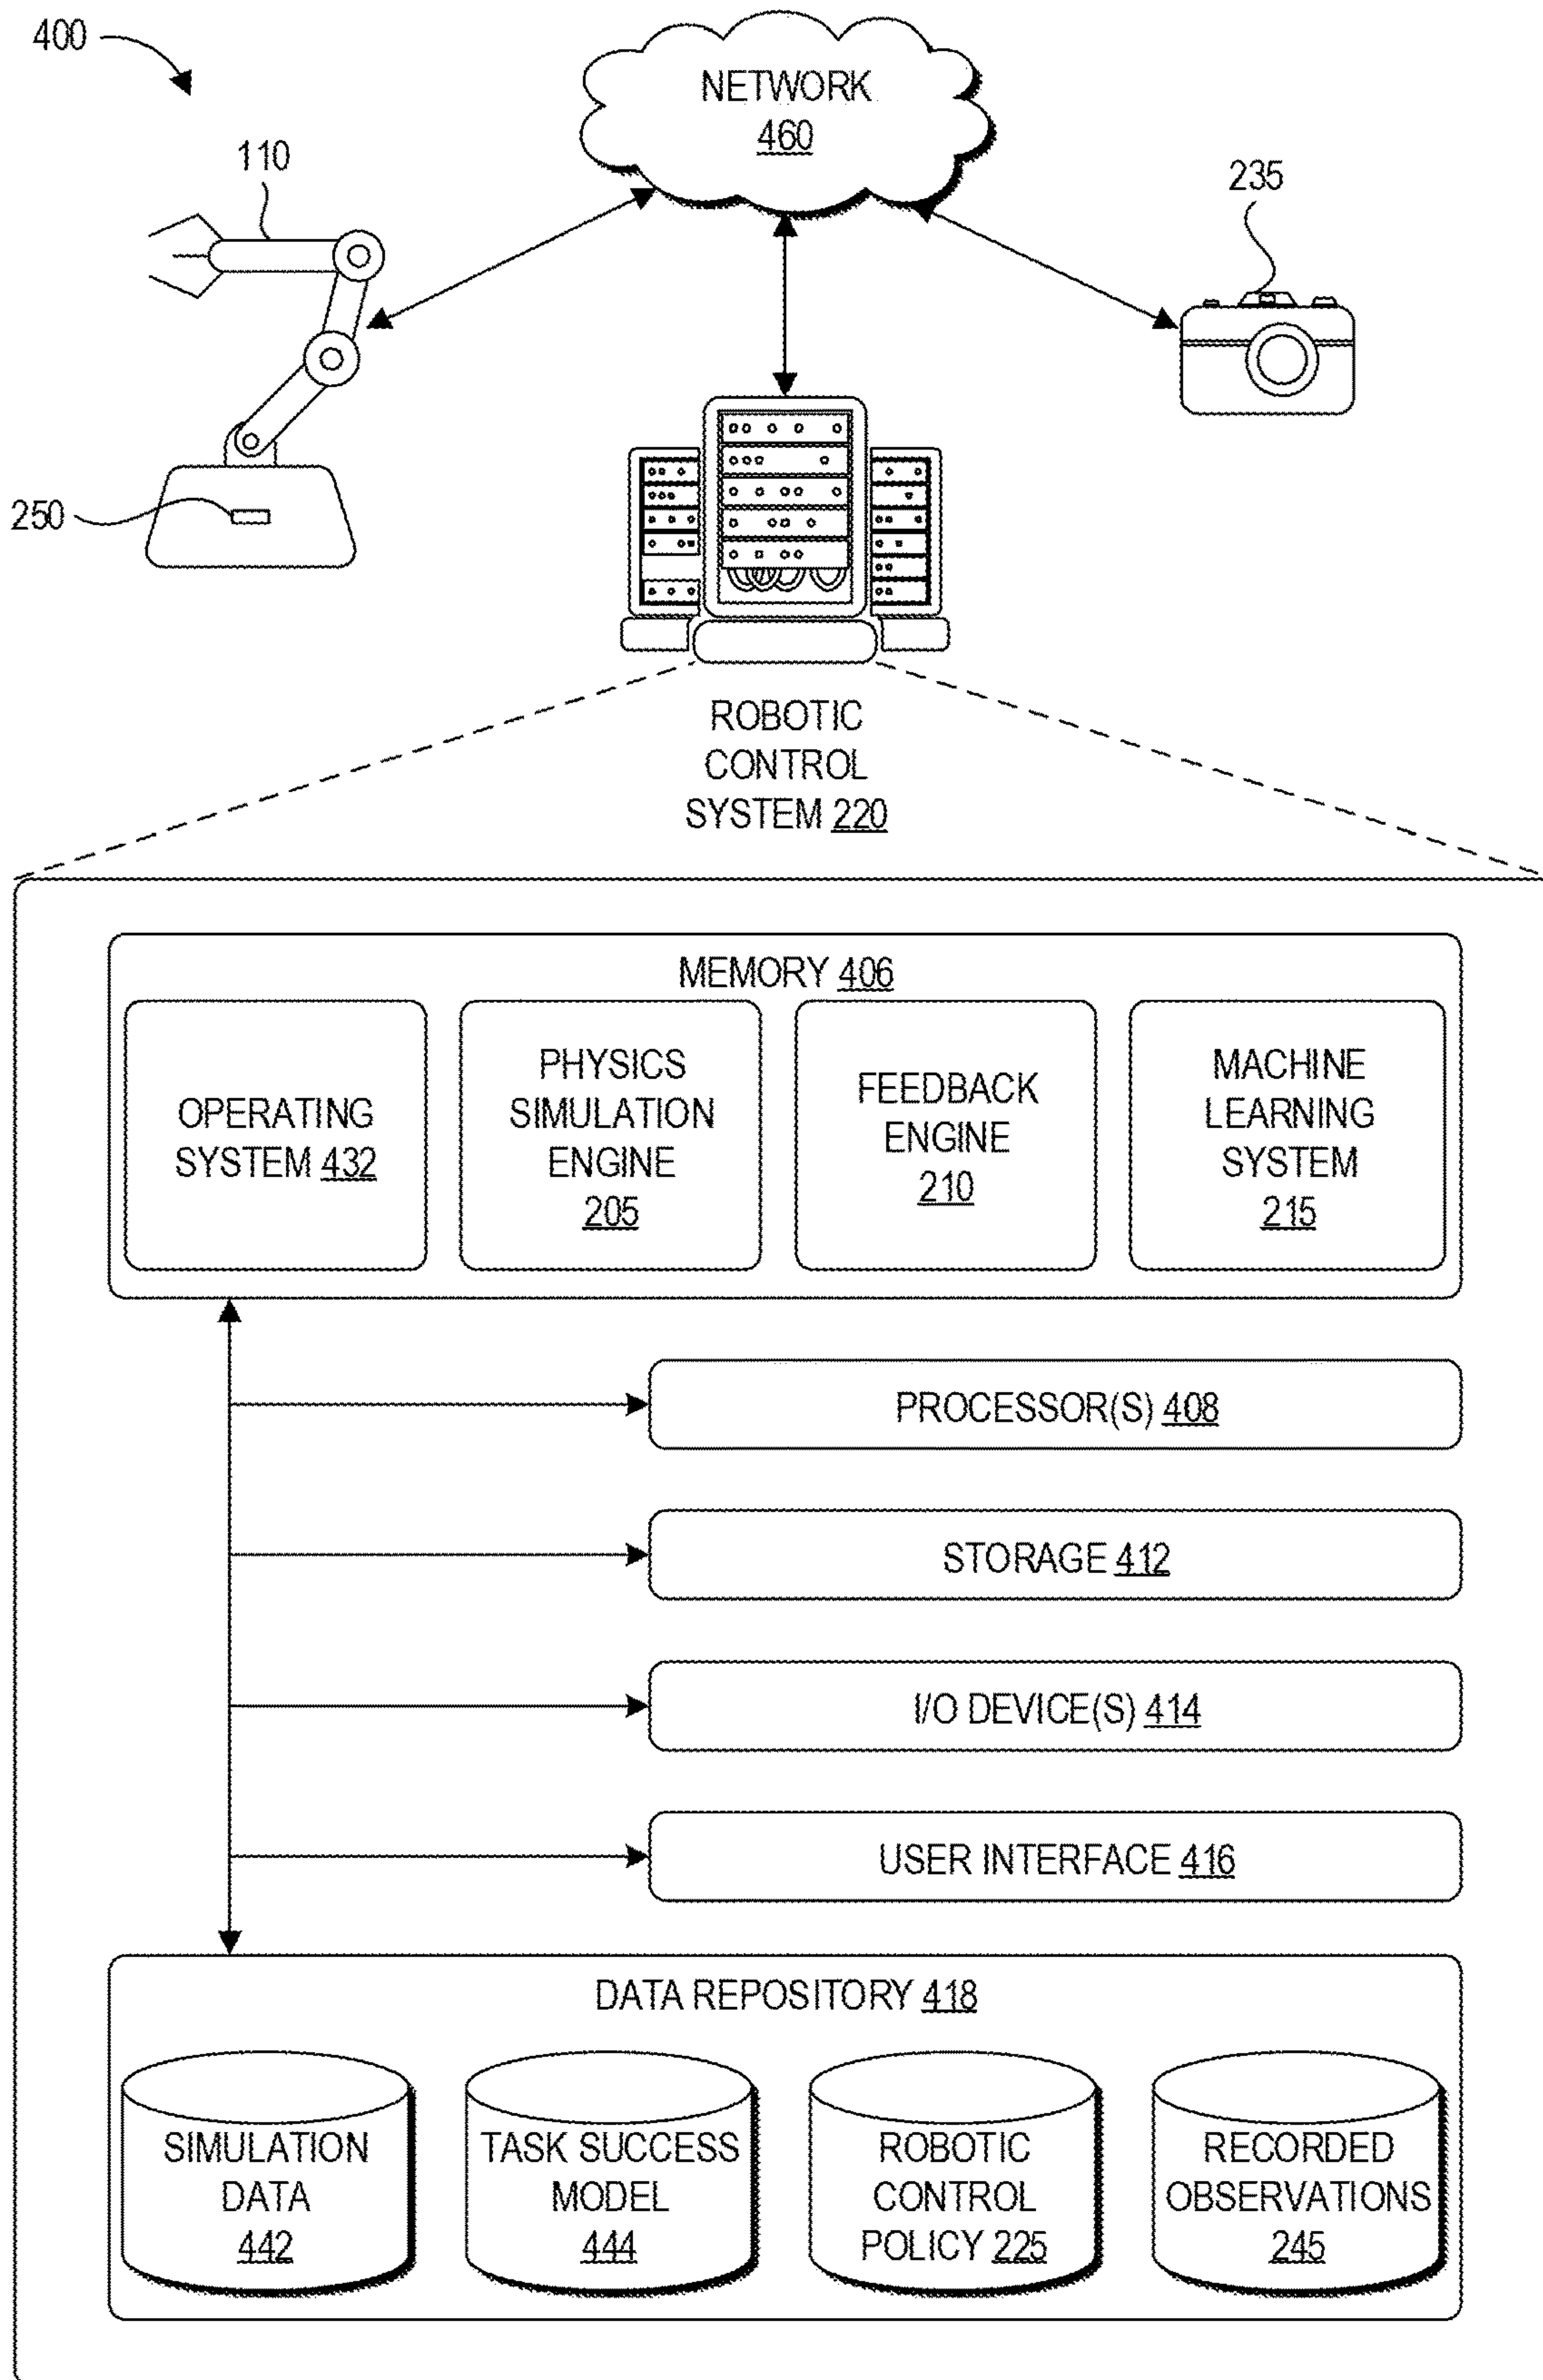 400
NETWORK
460
110
235
250
ROBOTIC
CONTROL
SYSTEM 220
MEMORY 406
OPERATING
SYSTEM 432
PHYSICS
SIMULATION
ENGINE
205
FEEDBACK
ENGINE
210
MACHINE
LEARNING
SYSTEM
215
PROCESSOR(S) 408
STORAGE 412
I/O DEVICE(S) 414
USER INTERFACE 416
DATA REPOSITORY 418
SIMULATION
DATA
442
TASK SUCCESS
MODEL
444
ROBOTIC
CONTROL
POLICY 225
RECORDED
OBSERVATIONS
245